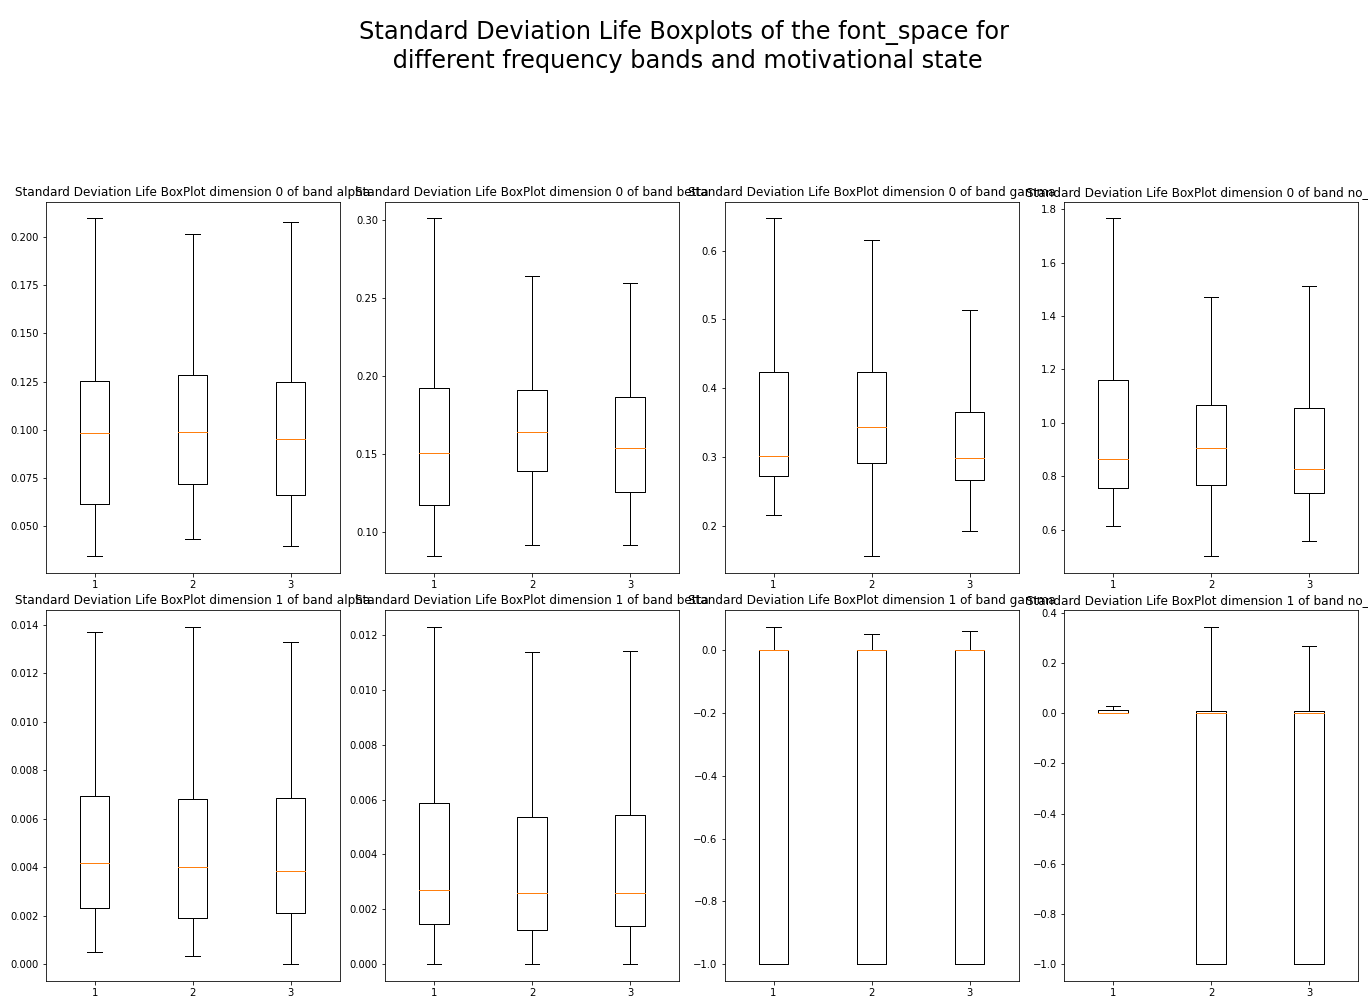 Standard Deviation Life Boxplots of the font_space for
different frequency bands and motivational state
Standard Deviation Life BoxPlot dimension 0 of band alpha
Standard Deviation Life BoxPlot dimension 0 of band betta
Standard Deviation Life BoxPlot dimension 0 of band gamma
Standard Deviation Life BoxPlot dimension 0 of band no_
0.200
0.175
0.150
0.125
0.100
0.075
0.050
1 2 3
0.30
0.25
0.20
0.15
0.10
1 2 3
0.6
0.5
0.4
0.3
0.2
1 2 3
1.8
1.6
1.4
1.2
1.0
0.8
0.6
1 2 3
Standard Deviation Life BoxPlot dimension 1 of band alpha
Standard Deviation Life BoxPlot dimension 1 of band betta
Standard Deviation Life BoxPlot dimension 1 of band gamma
Standard Deviation Life BoxPlot dimension 1 of band no_
0.014
0.012
0.010
0.008
0.006
0.004
0.002
0.000
1 2 3
0.012
0.010
0.008
0.006
0.004
0.002
0.000
1 2 3
0.0
−0.2
−0.4
−0.6
−0.8
−1.0
1 2 3
0.4
0.2
0.0
−0.2
−0.4
−0.6
−0.8
−1.0
1 2 3